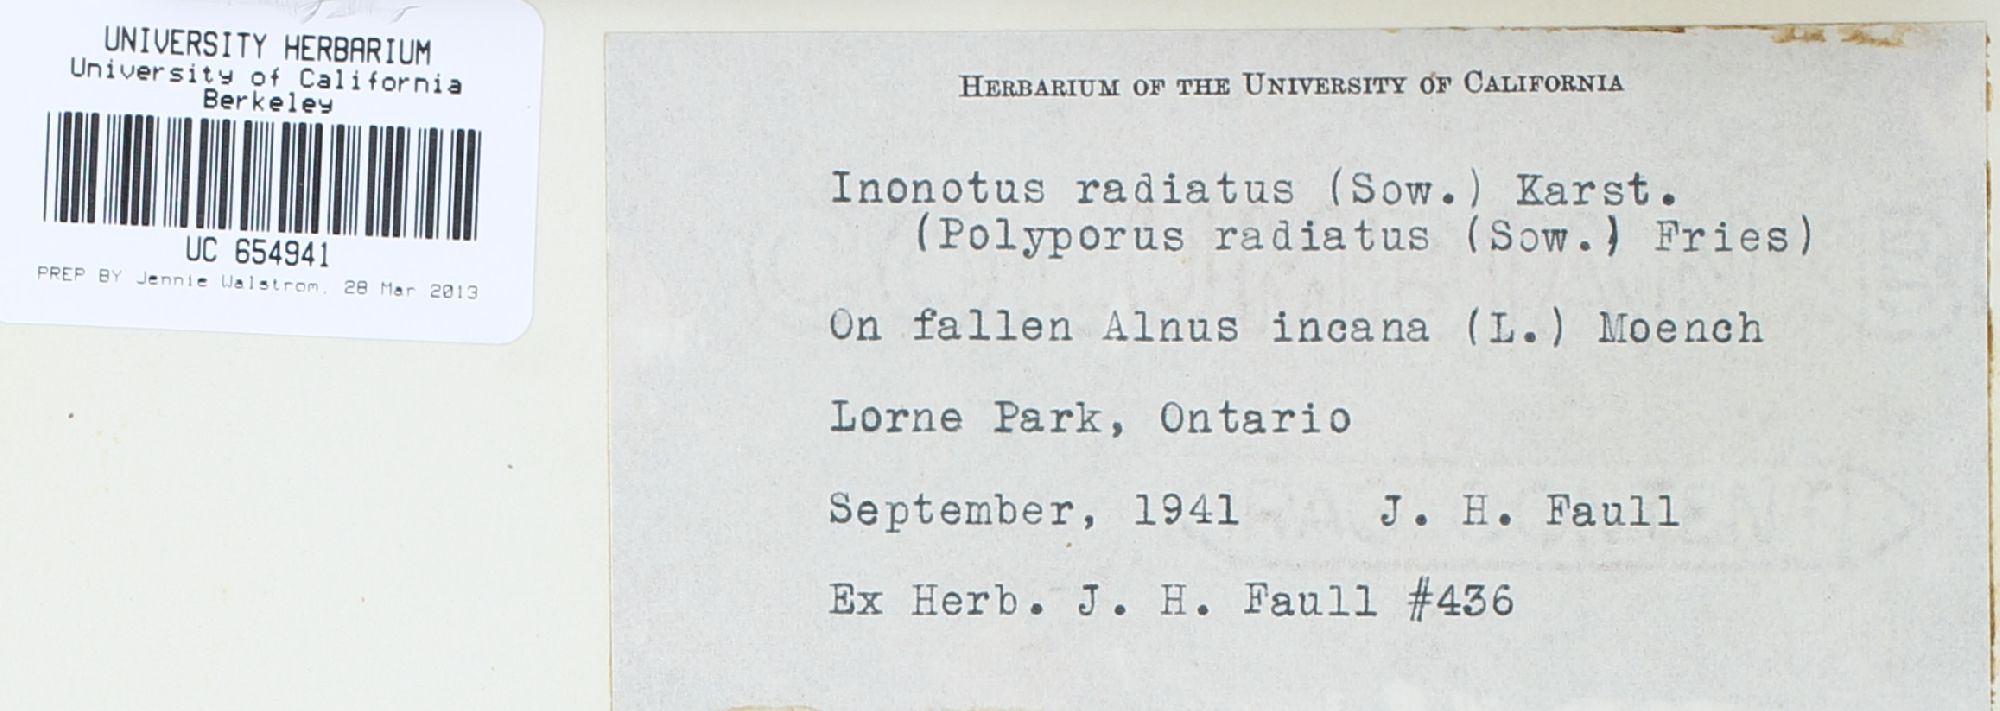 UNIVERSITY HERBARIUM
University of California
Berkeley
UC 654941
PREP BY Jennie Walstrom. 28 Mar 2013
HERBARIUM OF THE UNIVERSITY OF CALIFORNIA
Inonotus radiatus (Sow.) Karst.
(Polyporus radiatus (Sow.) Fries)
On fallen Alnus incana (L.) Moench
Lorne Park, Ontario
September, 1941 J. H. Faull
Ex Herb. J. H. Faull #436